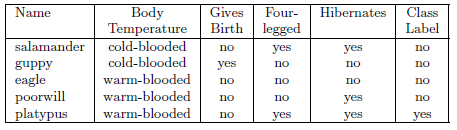 Name Body Gives Four- Hibernates Class
Temperature Birth legged Label
salamander cold-blooded no yes yes no
guppy cold-blooded yes no no no
eagle warm-blooded no no no no
poorwill warm-blooded no no yes no
platypus warm-blooded no yes yes yes